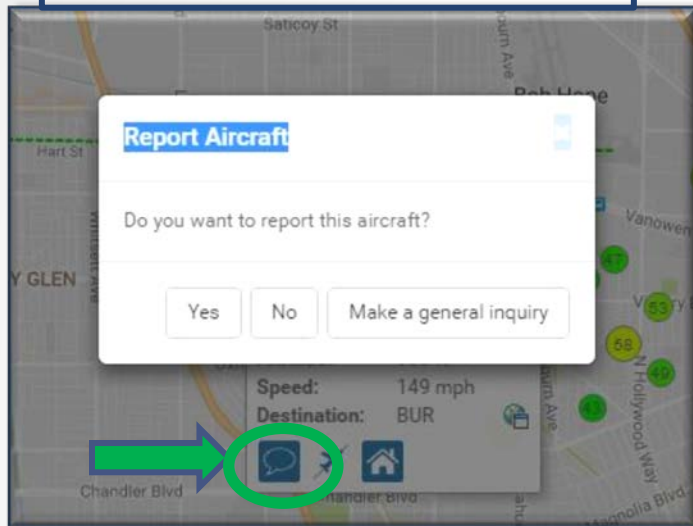 Saticoy St
Bob Hope
Report Aircraft
Hart St
Do you want to report this aircraft?
Vanowen
47
Y GLEN
Yes
No
Make a general inquiry
53
58
49
Speed: 149 mph
Destination: BUR
43
N Hollywood Way
Chandler Blvd
Chandler Blvd
Magnolia Blvd